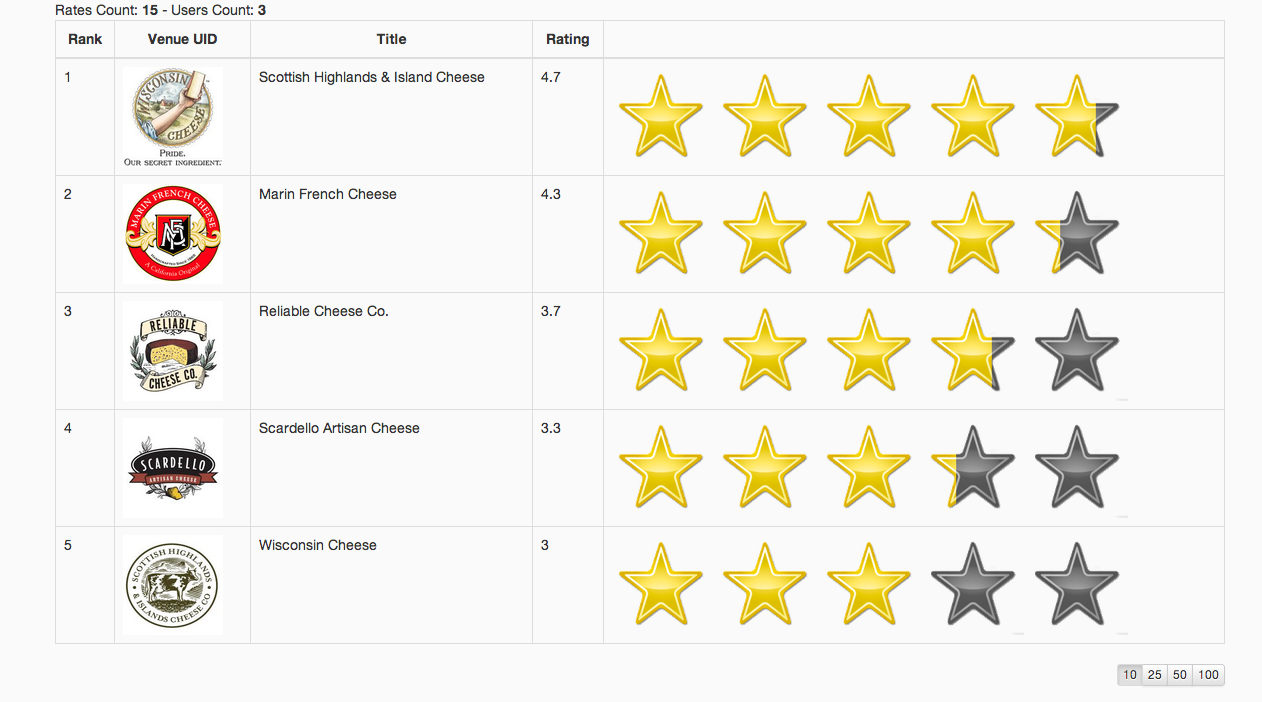 Rates Count: 15 - Users Count: 3
Rank Venue UID Title Rating
1 Scottish Highlands & Island Cheese 4.7
WISCONSIN
CHEESE
PRIDE.
OUR SECRET INGREDIENT.
2 Marin French Cheese 4.3
MARIN FRENCH CHEESE
A California Original
3 Reliable Cheese Co. 3.7
RELIABLE
CHEESE CO.
4 Scardello Artisan Cheese 3.3
SCARDELLO
ARTISAN CHEESE
5 Wisconsin Cheese 3
SCOTTISH HIGHLANDS
& ISLANDS CHEESE CO
10 25 50 100